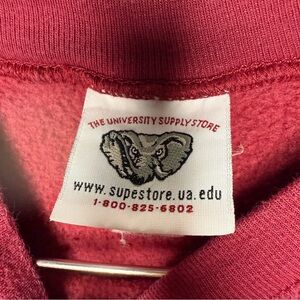 THE UNIVERSITY SUPPLY STORE
www.supestore.ua.edu
1-800-825-6802